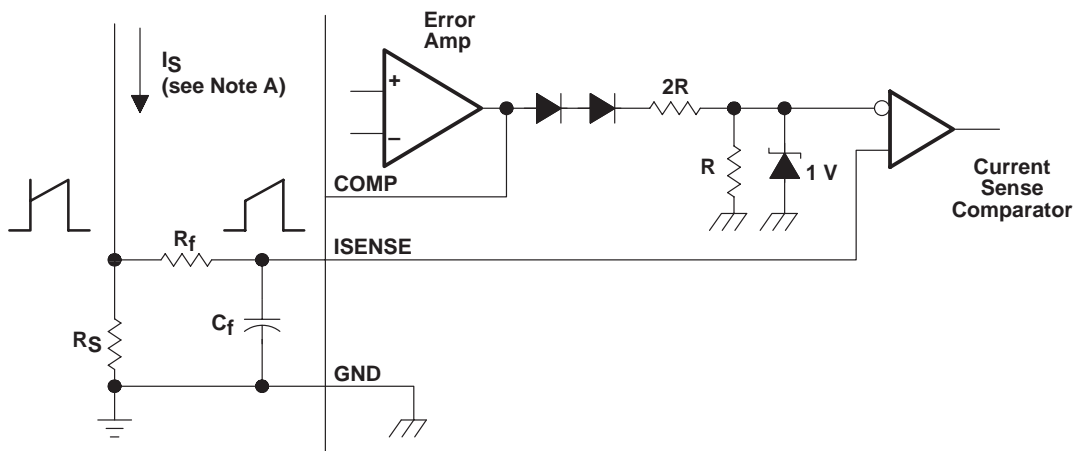 Error
Amp
IS
(see Note A)
+
−
2R
R
1 V
Current
Sense
Comparator
COMP
Rf
ISENSE
RS
Cf
GND